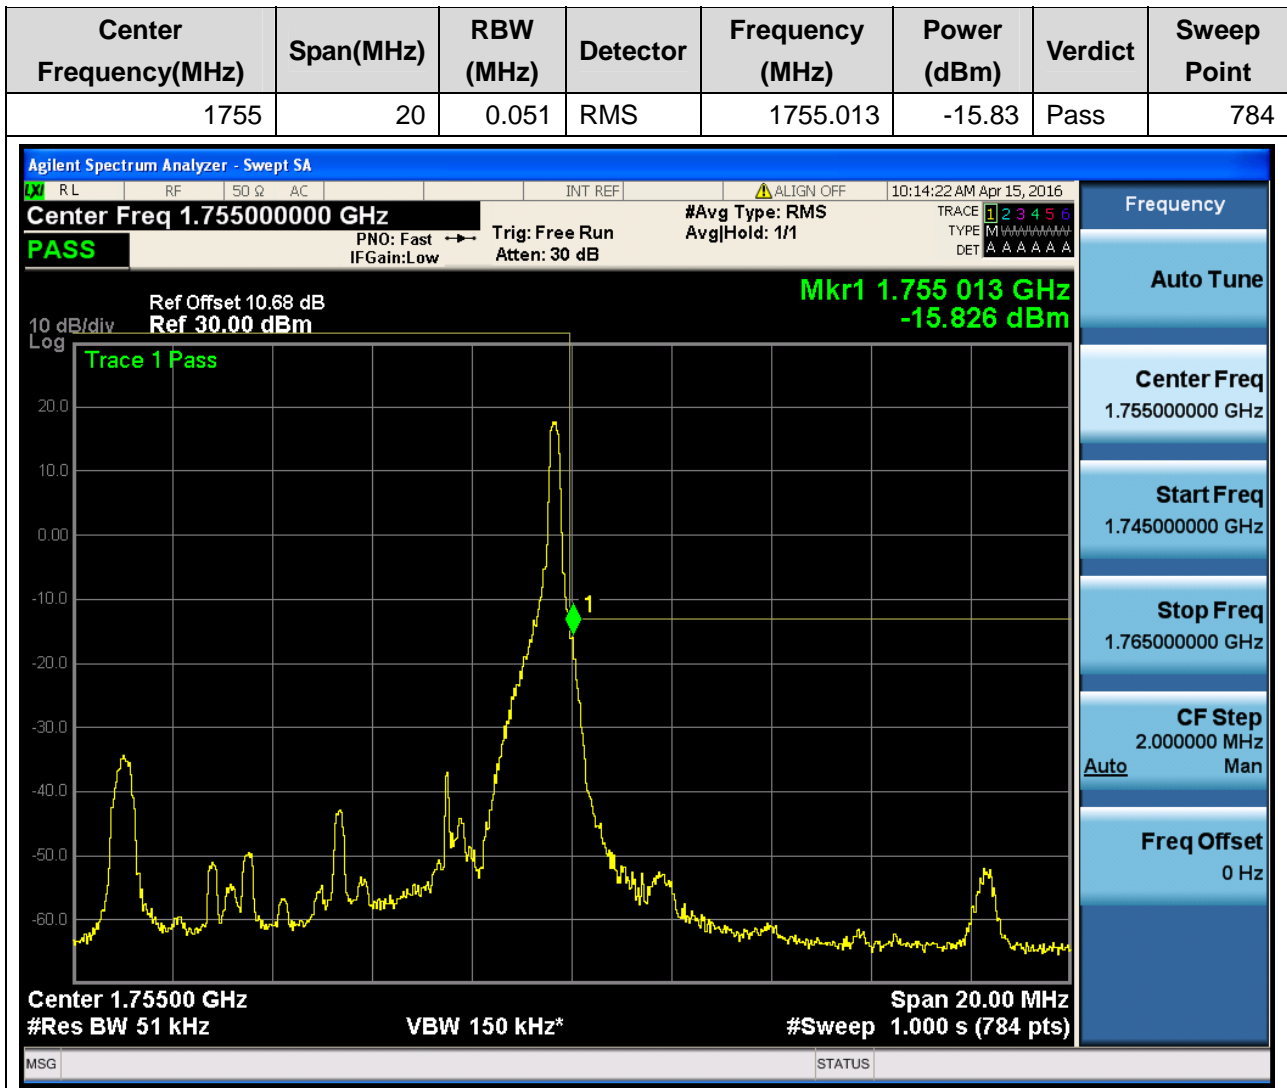 Center Frequency(MHz) Span(MHz) RBW (MHz) Detector Frequency (MHz) Power (dBm) Verdict Sweep Point
1755 20 0.051 RMS 1755.013 -15.83 Pass 784
Agilent Spectrum Analyzer - Swept SA
LXI RL RF 50 Ω AC INT REF ALIGN OFF 10:14:22 AM Apr 15, 2016
Center Freq 1.755000000 GHz
PASS
PNO: Fast
IFGain:Low
Trig: Free Run
Atten: 30 dB
#Avg Type: RMS
Avg|Hold: 1/1
TRACE 1 2 3 4 5 6
TYPE M
DET A A A A A A
Mkr1 1.755 013 GHz
-15.826 dBm
Ref Offset 10.68 dB
10 dB/div Ref 30.00 dBm
Log
Trace 1 Pass
20.0
10.0
0.00
-10.0
1
-20.0
-30.0
-40.0
-50.0
-60.0
Center 1.75500 GHz Span 20.00 MHz
#Res BW 51 kHz VBW 150 kHz* #Sweep 1.000 s (784 pts)
MSG STATUS
Frequency
Auto Tune
Center Freq
1.755000000 GHz
Start Freq
1.745000000 GHz
Stop Freq
1.765000000 GHz
CF Step
2.000000 MHz
Auto Man
Freq Offset
0 Hz